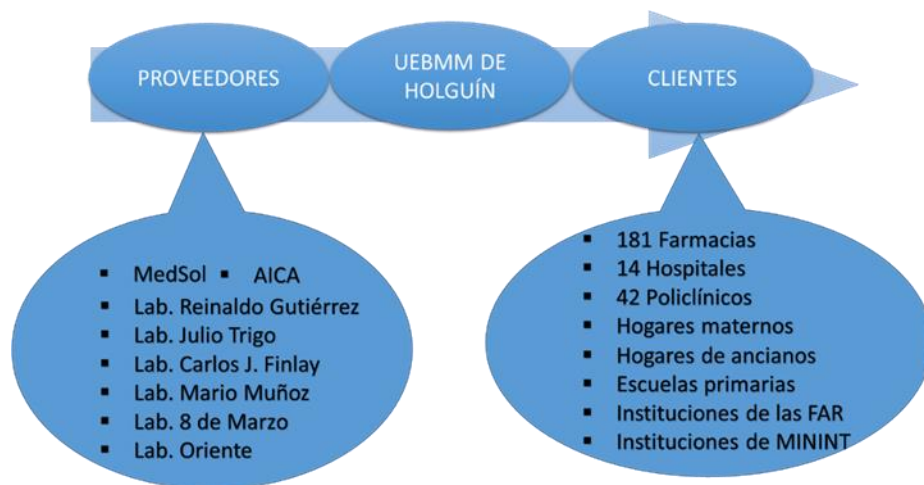 PROVEEDORES
UEBMM DE
HOLGUÍN
CLIENTES
▪ MedSol ▪ AICA
▪ Lab. Reinaldo Gutiérrez
▪ Lab. Julio Trigo
▪ Lab. Carlos J. Finlay
▪ Lab. Mario Muñoz
▪ Lab. 8 de Marzo
▪ Lab. Oriente
▪ 181 Farmacias
▪ 14 Hospitales
▪ 42 Policlínicos
▪ Hogares maternos
▪ Hogares de ancianos
▪ Escuelas primarias
▪ Instituciones de las FAR
▪ Instituciones de MININT